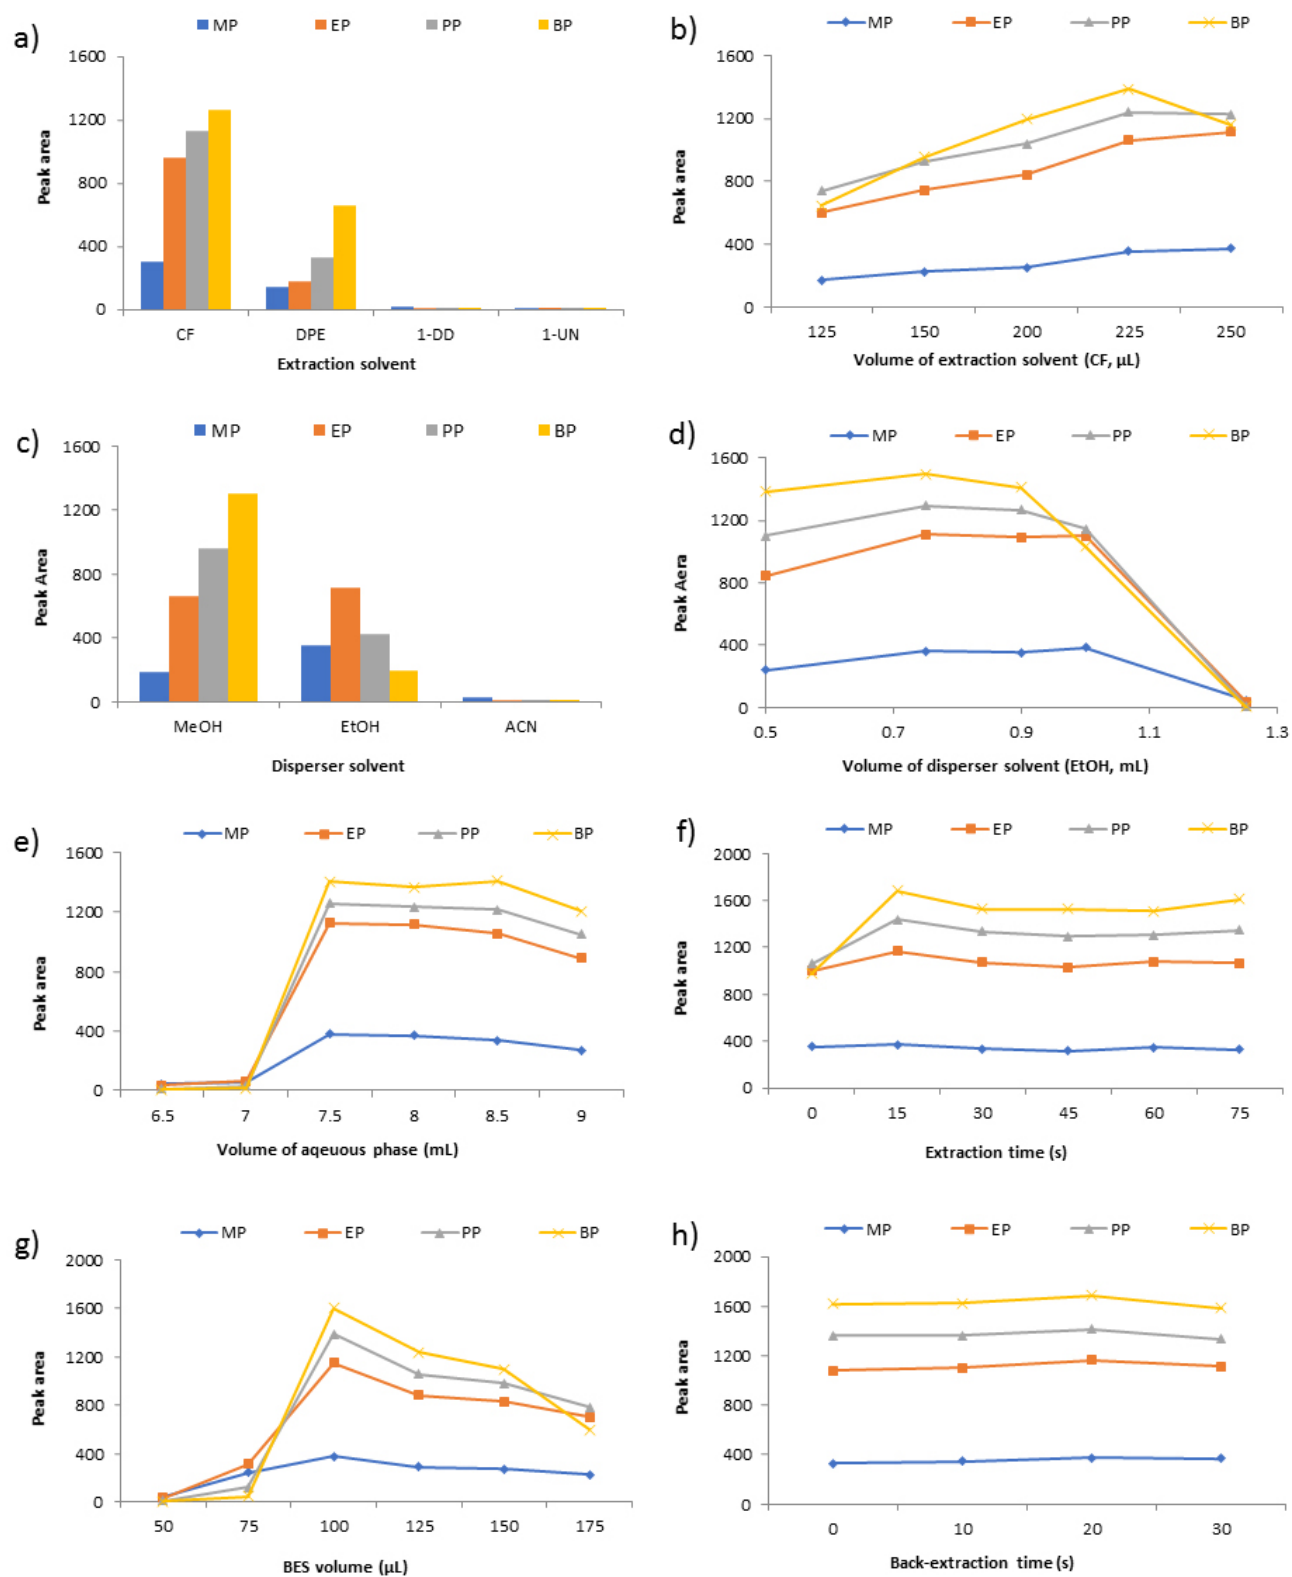 a)
MP EP PP BP
1600
1200
800
400
0
Peak area
CF DPE 1-DD 1-UN
Extraction solvent
b)
MP EP PP BP
1600
1200
800
400
0
Peak area
125 150 200 225 250
Volume of extraction solvent (CF, µL)
c)
MP EP PP BP
1600
1200
800
400
0
Peak Area
MeOH EtOH ACN
Disperser solvent
d)
MP EP PP BP
1600
1200
800
400
0
Peak Aera
0.5 0.7 0.9 1.1 1.3
Volume of disperser solvent (EtOH, mL)
e)
MP EP PP BP
1600
1200
800
400
0
Peak area
6.5 7 7.5 8 8.5 9
Volume of aqeuous phase (mL)
f)
MP EP PP BP
2000
1600
1200
800
400
0
Peak area
0 15 30 45 60 75
Extraction time (s)
g)
MP EP PP BP
2000
1600
1200
800
400
0
Peak area
50 75 100 125 150 175
BES volume (µL)
h)
MP EP PP BP
2000
1600
1200
800
400
0
Peak area
0 10 20 30
Back-extraction time (s)